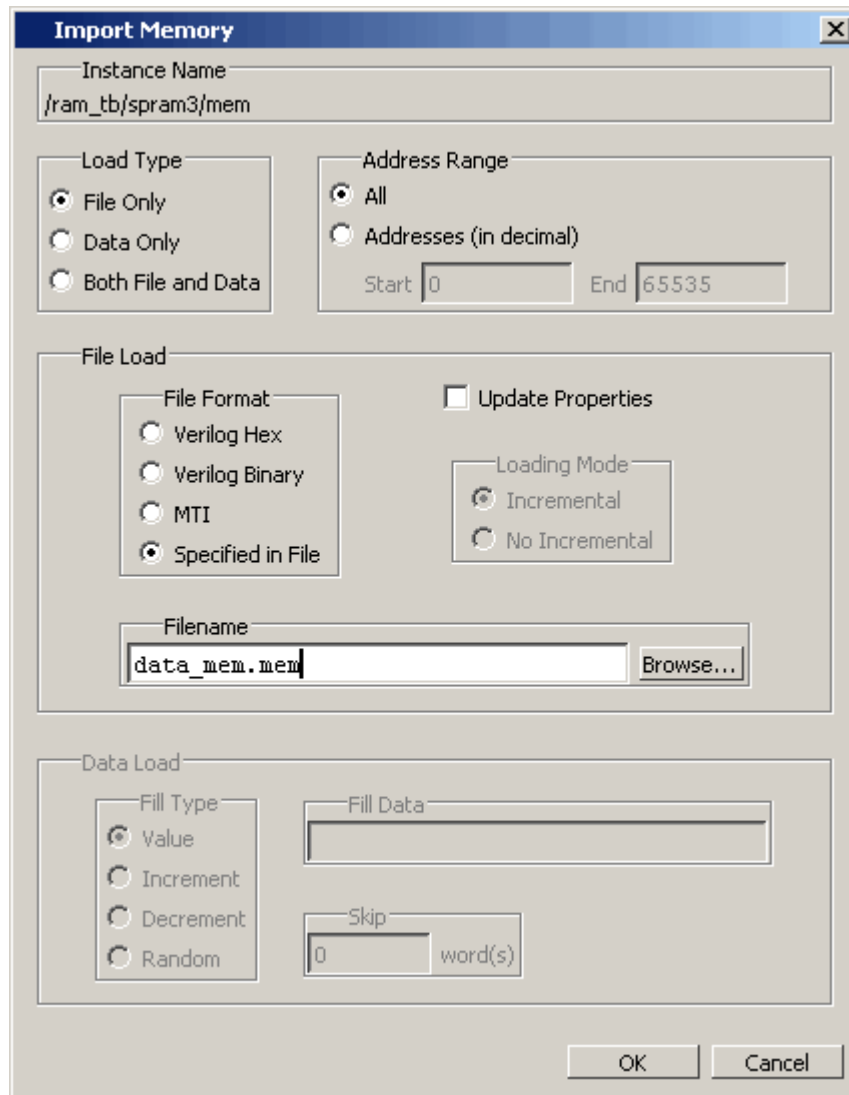 Import Memory
Instance Name
/ram_tb/spram3/mem
Load Type
File Only
Data Only
Both File and Data
Address Range
All
Addresses (in decimal)
Start 0 End 65535
File Load
File Format
Verilog Hex
Verilog Binary
MTI
Specified in File
Update Properties
Loading Mode
Incremental
No Incremental
Filename
data_mem.mem Browse...
Data Load
Fill Type
Value
Increment
Decrement
Random
Fill Data
Skip
0 word(s)
OK Cancel